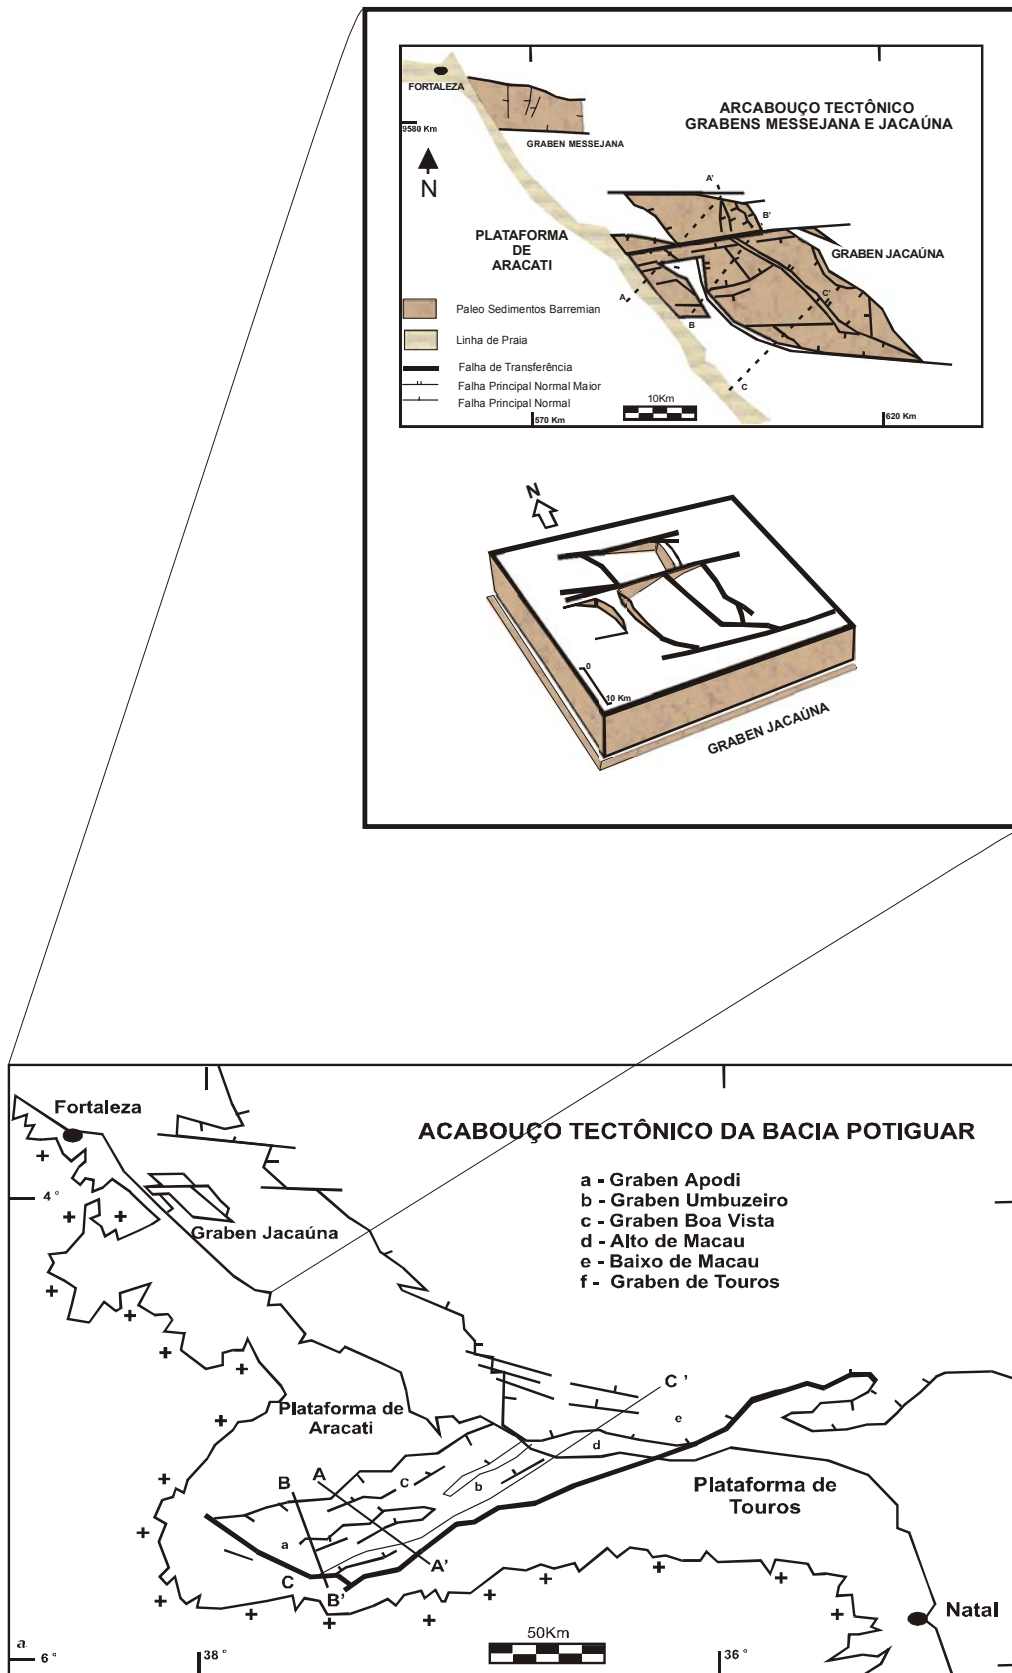 FORTALEZA
ARCABOUÇO TECTÔNICO
GRABENS MESSEJANA E JACAÚNA
9580 Km
GRABEN MESSEJANA
N
A'
B'
PLATAFORMA
DE
ARACATI
GRABEN JACAÚNA
C'
A
Paleo Sedimentos Barremian
B
Linha de Praia
Falha de Transferência
Falha Principal Normal Maior
C
Falha Principal Normal
10Km
570 Km
620 Km
N
0
10 Km
GRABEN JACAÚNA
Fortaleza
ACABOUÇO TECTÔNICO DA BACIA POTIGUAR
a - Graben Apodi
4 °
b - Graben Umbuzeiro
c - Graben Boa Vista
Graben Jacaúna
d - Alto de Macau
e - Baixo de Macau
f - Graben de Touros
C '
Plataforma de
Aracati
e
d
A
B
c
b
Plataforma de
Touros
a
A'
C
B'
Natal
50Km
a
6 °
38 °
36 °